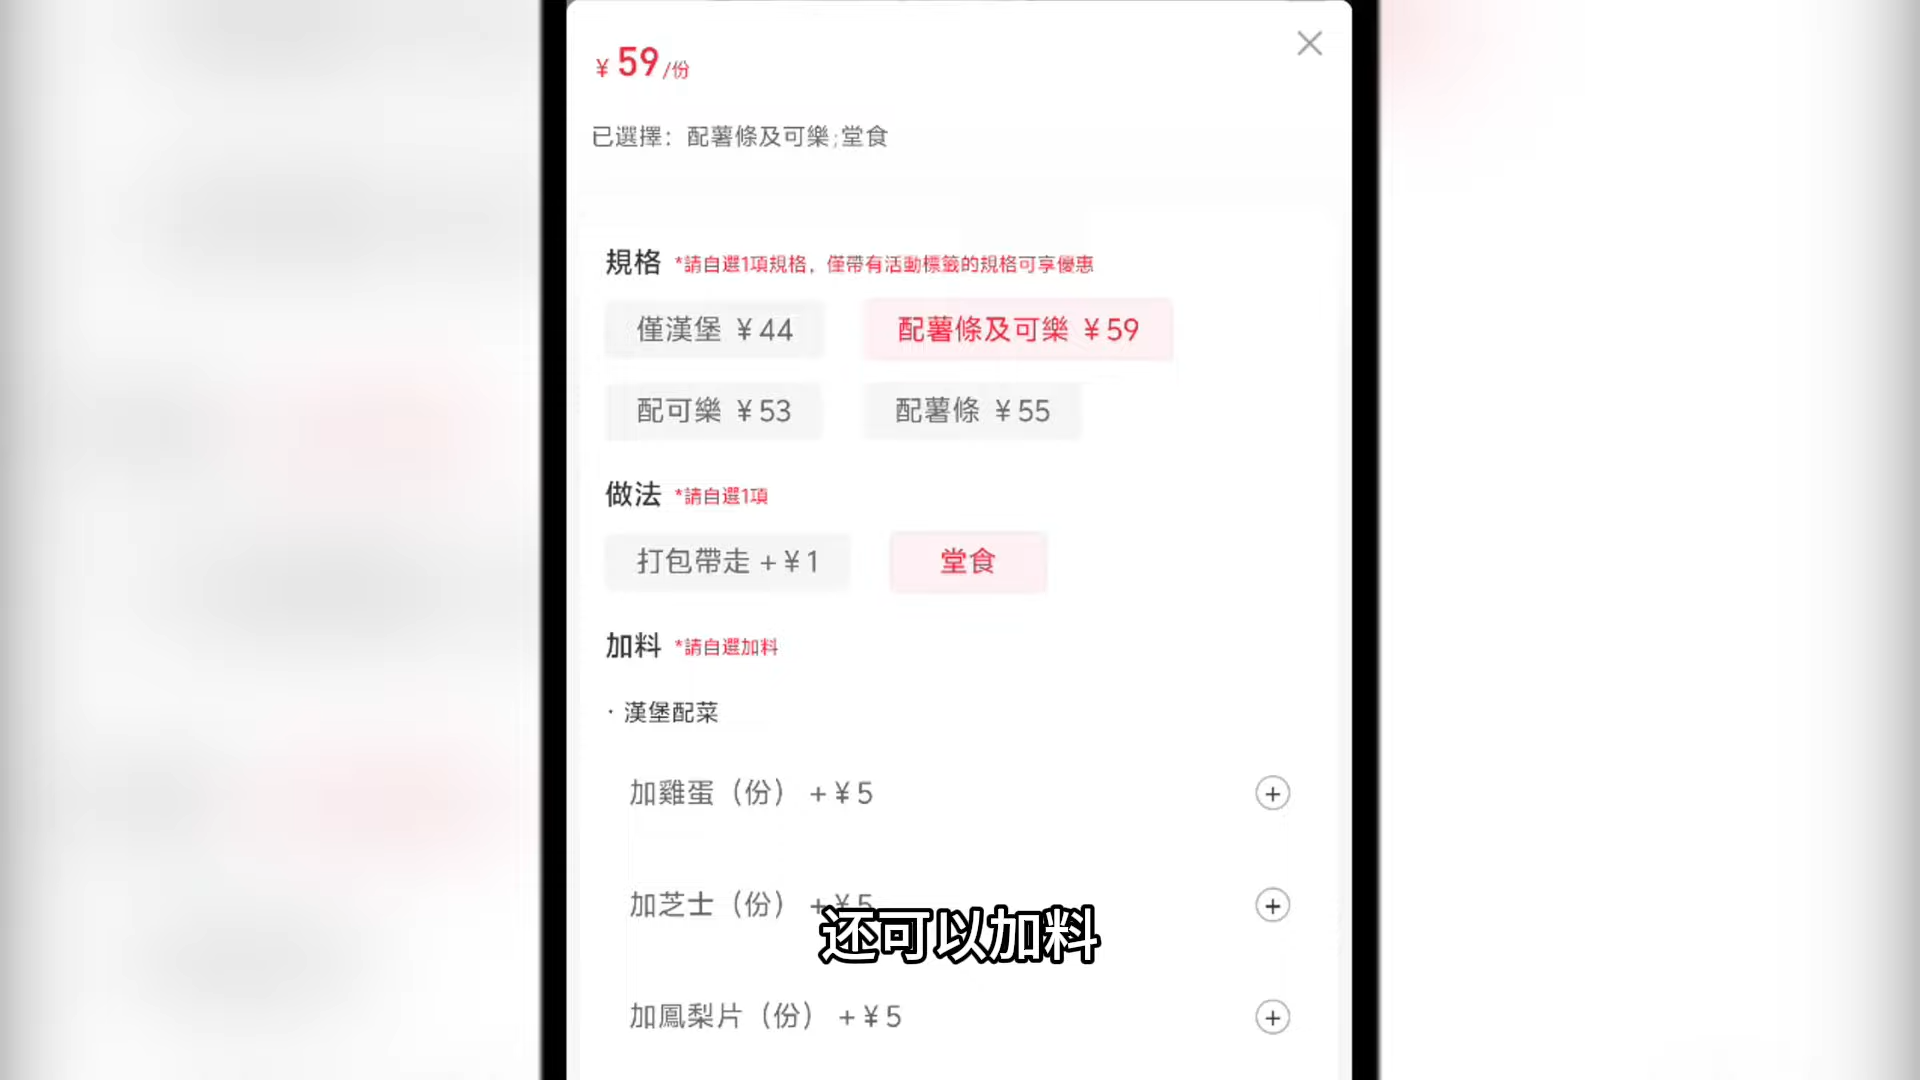 ¥ 59/份
已選擇：配薯條及可樂;堂食
規格 *請自選1項規格，僅帶有活動標籤的規格可享優惠
僅漢堡 ¥44 配薯條及可樂 ¥59
配可樂 ¥53 配薯條 ¥55
做法 *請自選1項
打包帶走 +¥1 堂食
加料 *請自選加料
· 漢堡配菜
加雞蛋（份） +¥5
加芝士（份） +¥5
还可以加料
加鳳梨片（份） +¥5